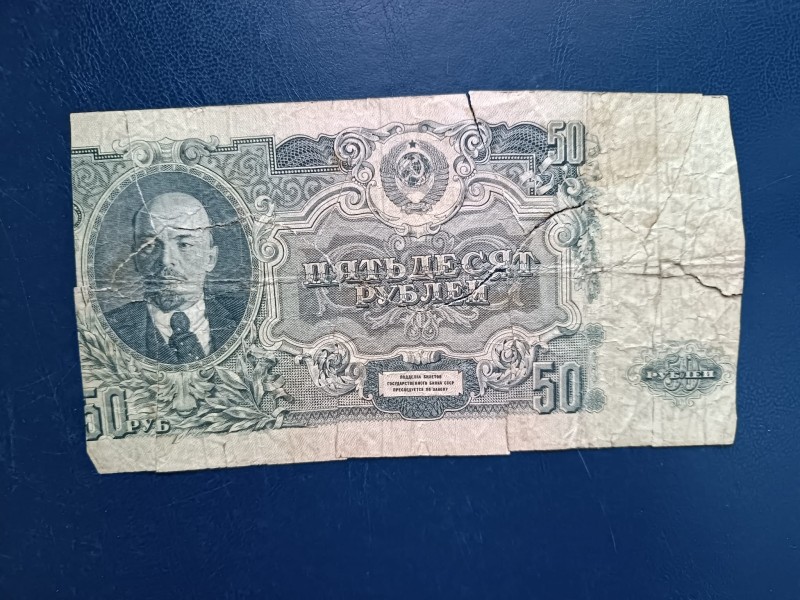 50
ПЯТЬДЕСЯТ
РУБЛЕЙ
ПОДДЕЛКА БИЛЕТОВ
ГОСУДАРСТВЕННОГО БАНКА СССР
ПРЕСЛЕДУЕТСЯ ПО ЗАКОНУ
50
50
РУБЛЕЙ
50 РУБ